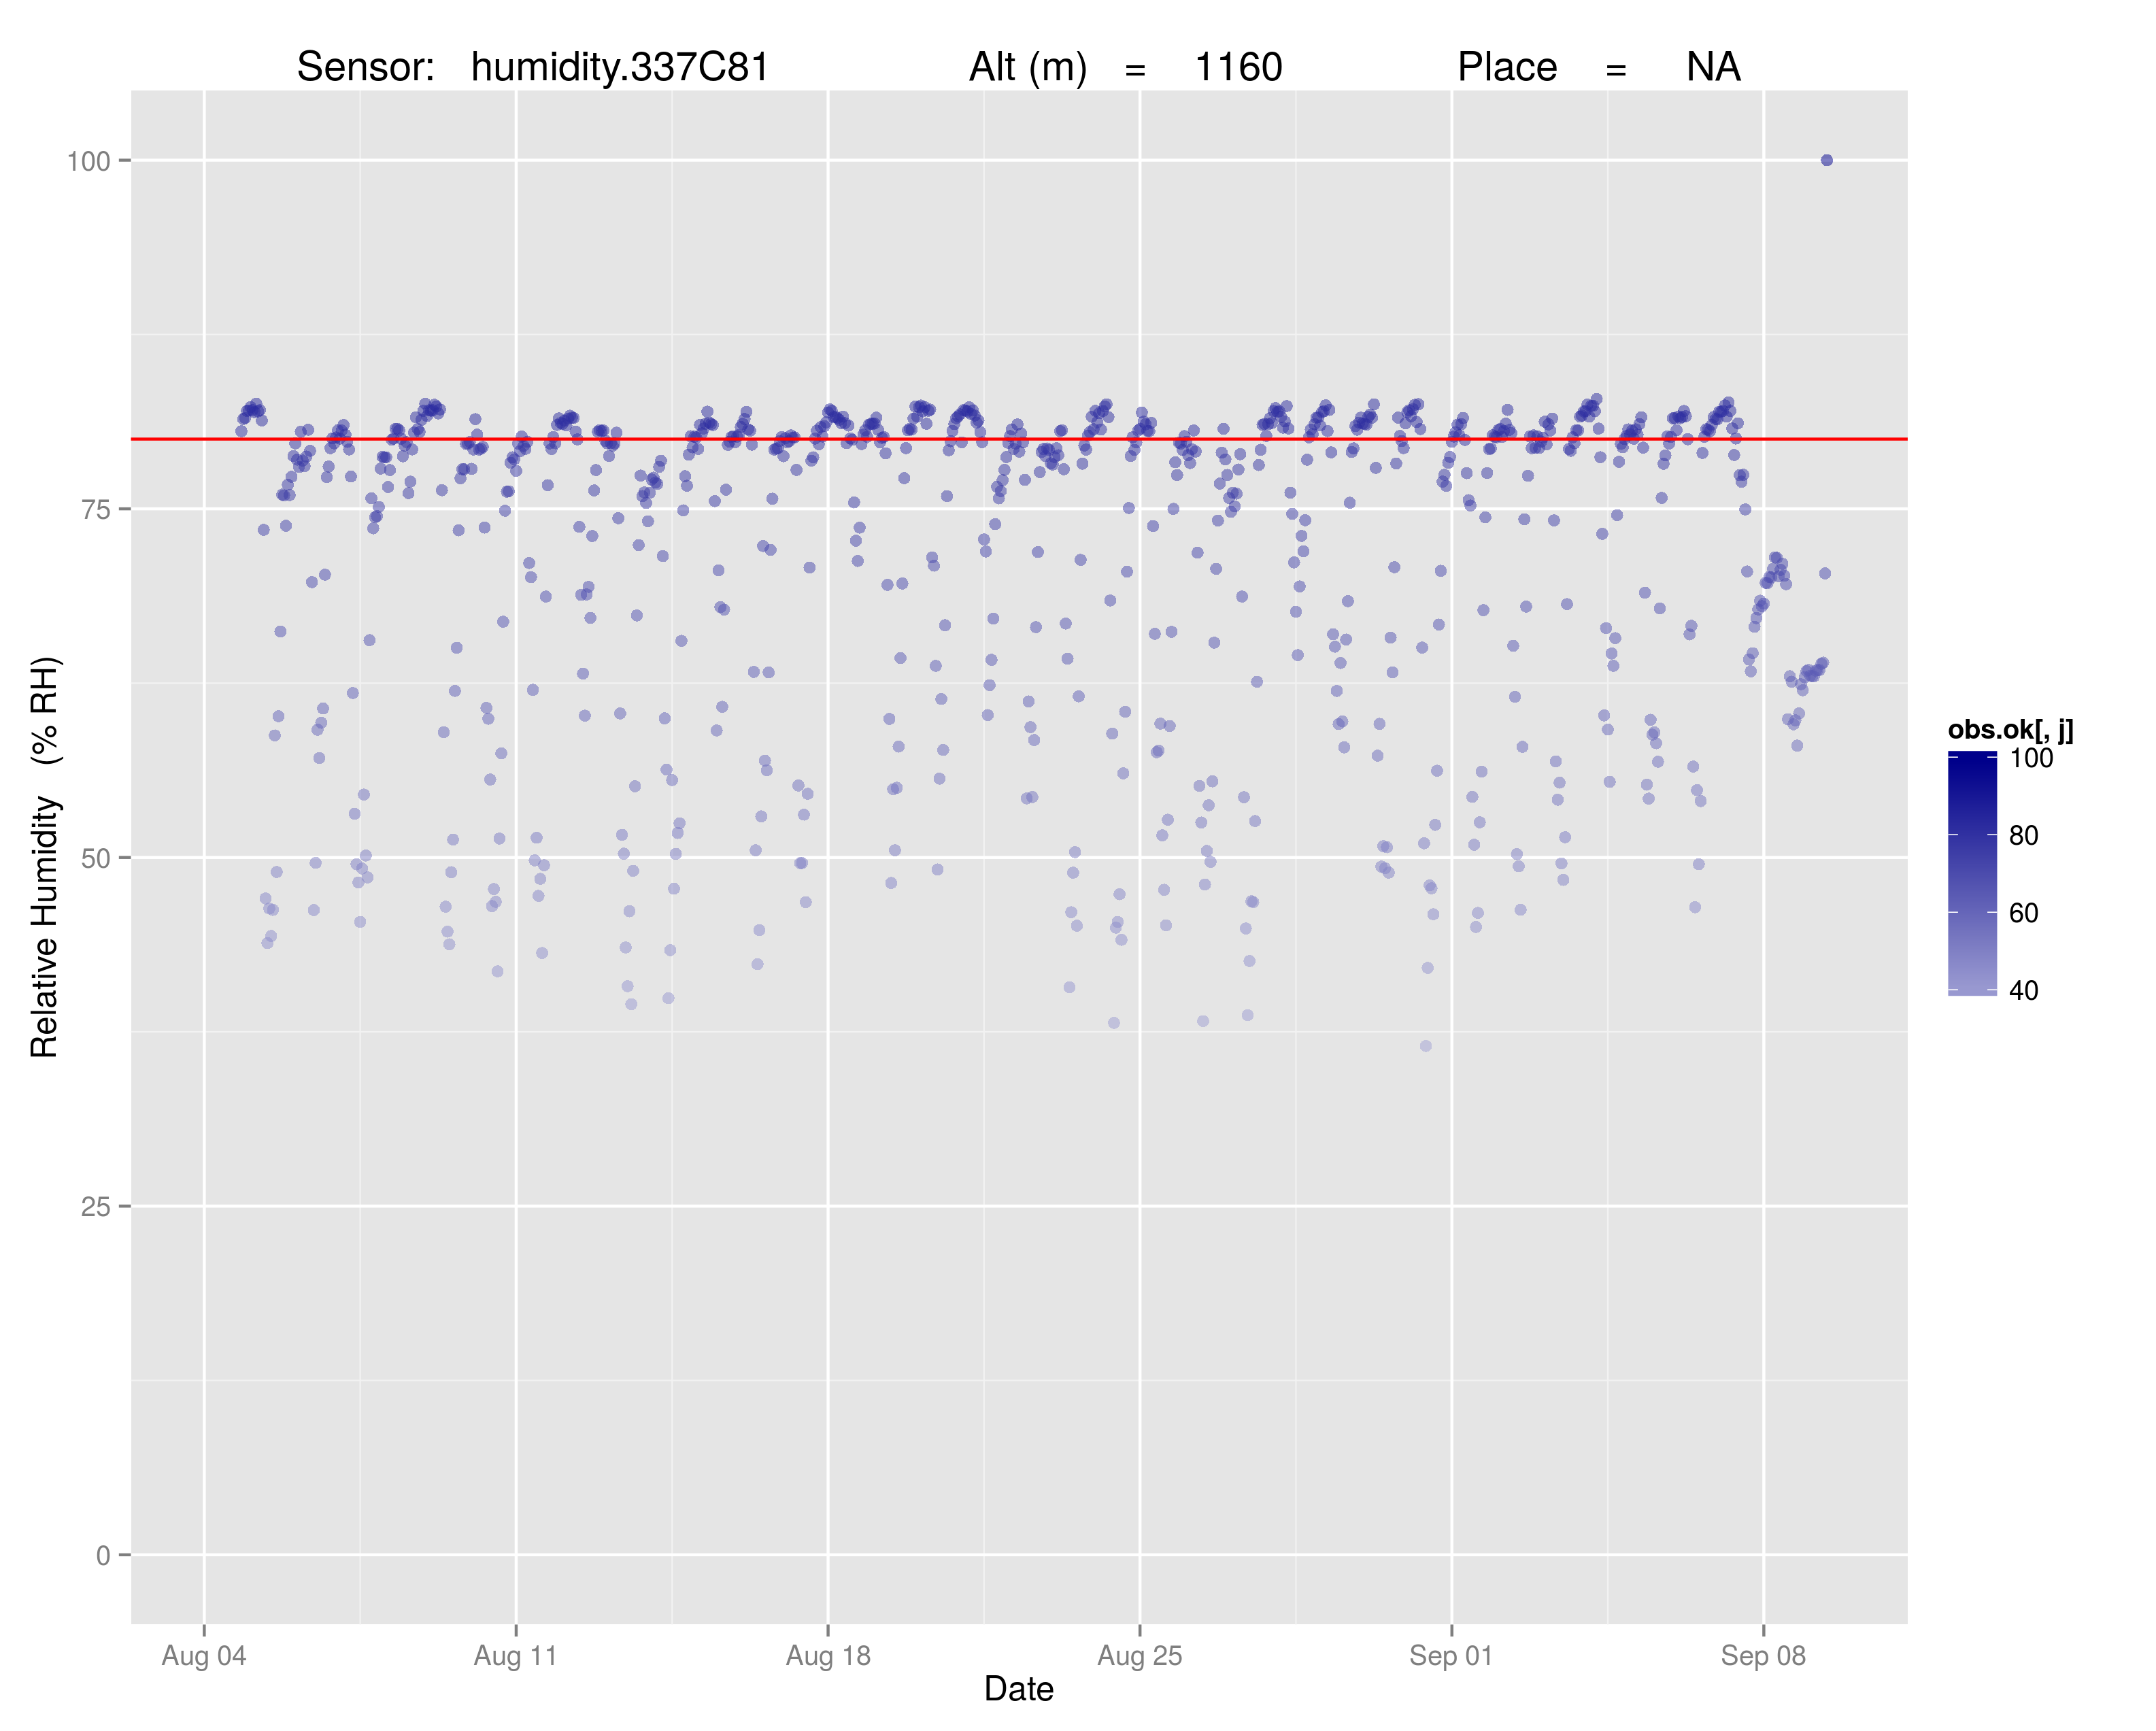 Sensor: humidity.337C81 Alt (m) = 1160 Place = NA
Relative Humidity (% RH)
100
75
50
25
0
Aug 04 Aug 11 Aug 18 Aug 25 Sep 01 Sep 08
Date
obs.ok[, j]
100
80
60
40